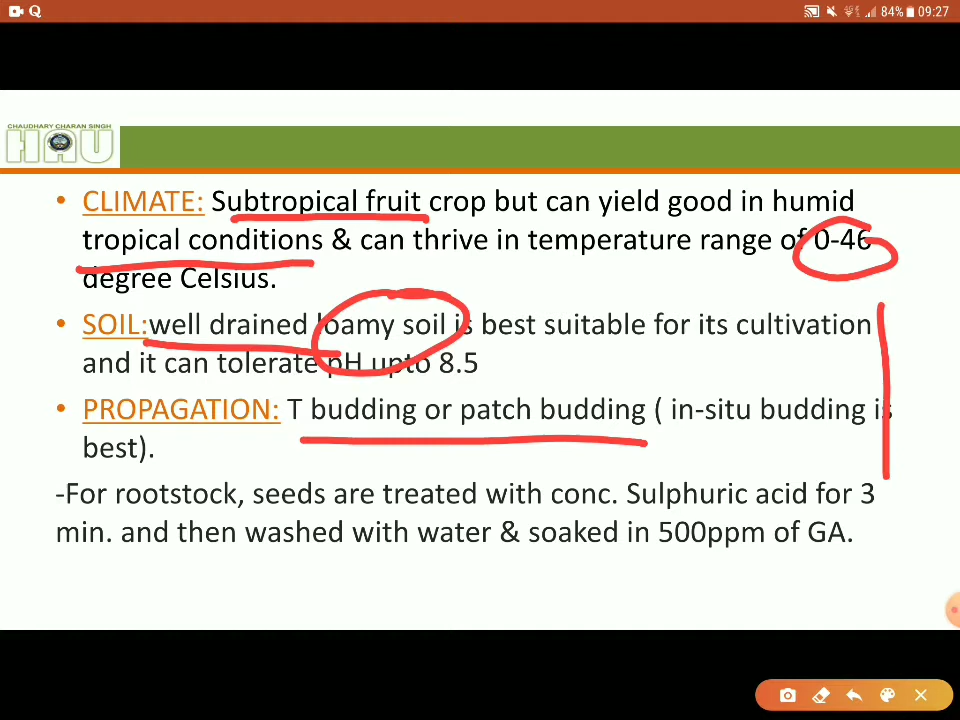 Q 84% 09:27
CHAUDHARY CHARAN SINGH
HAU
• CLIMATE: Subtropical fruit crop but can yield good in humid
tropical conditions & can thrive in temperature range of 0-46
degree Celsius.
• SOIL:well drained loamy soil is best suitable for its cultivation
and it can tolerate pH upto 8.5
• PROPAGATION: T budding or patch budding ( in-situ budding is
best).
-For rootstock, seeds are treated with conc. Sulphuric acid for 3
min. and then washed with water & soaked in 500ppm of GA.